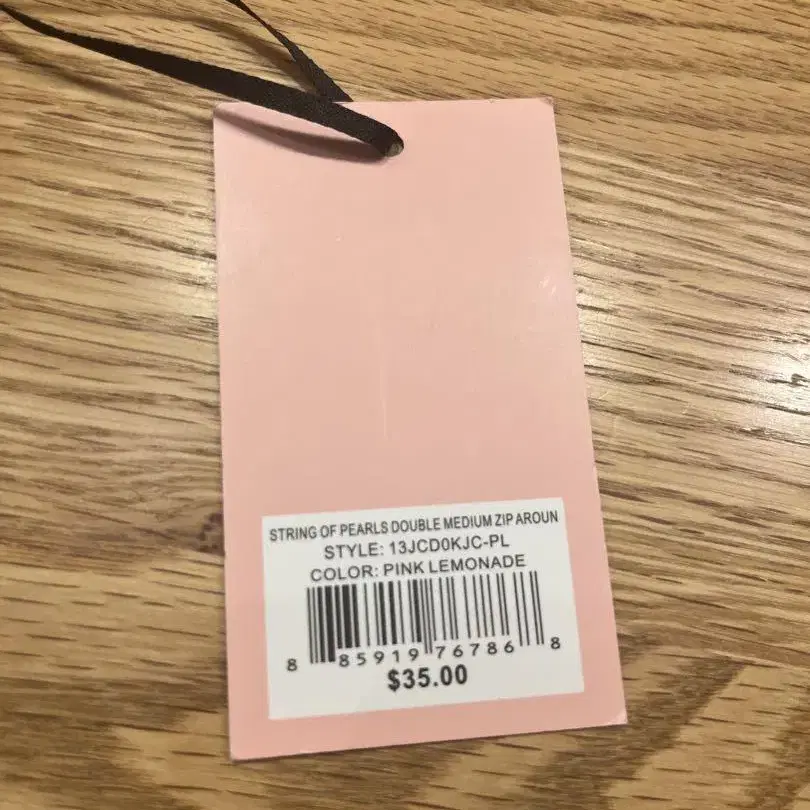 STRING OF PEARLS DOUBLE MEDIUM ZIP AROUN
STYLE: 13JCD0KJC-PL
COLOR: PINK LEMONADE
8 85919 76786 8
$35.00